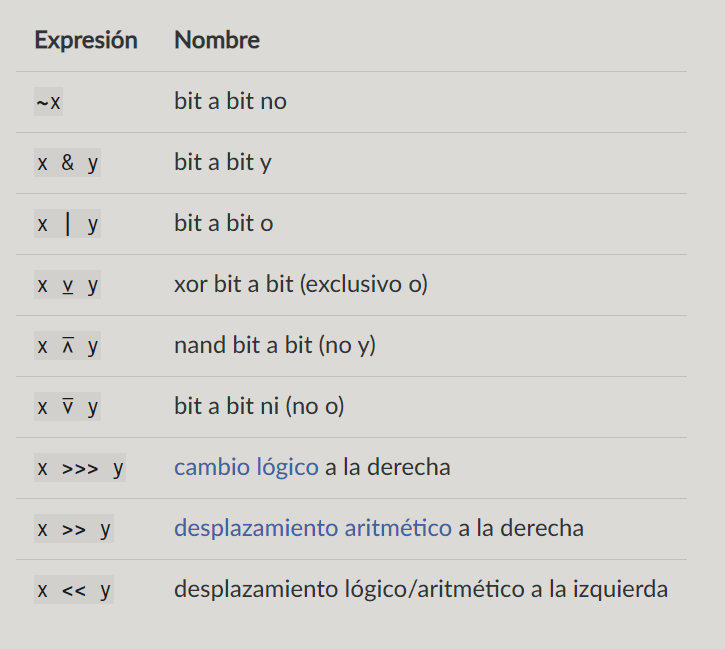 Expresión Nombre
~x bit a bit no
x & y bit a bit y
x | y bit a bit o
x ⊻ y xor bit a bit (exclusivo o)
x ⊼ y nand bit a bit (no y)
x ⊽ y bit a bit ni (no o)
x >>> y cambio lógico a la derecha
x >> y desplazamiento aritmético a la derecha
x << y desplazamiento lógico/aritmético a la izquierda